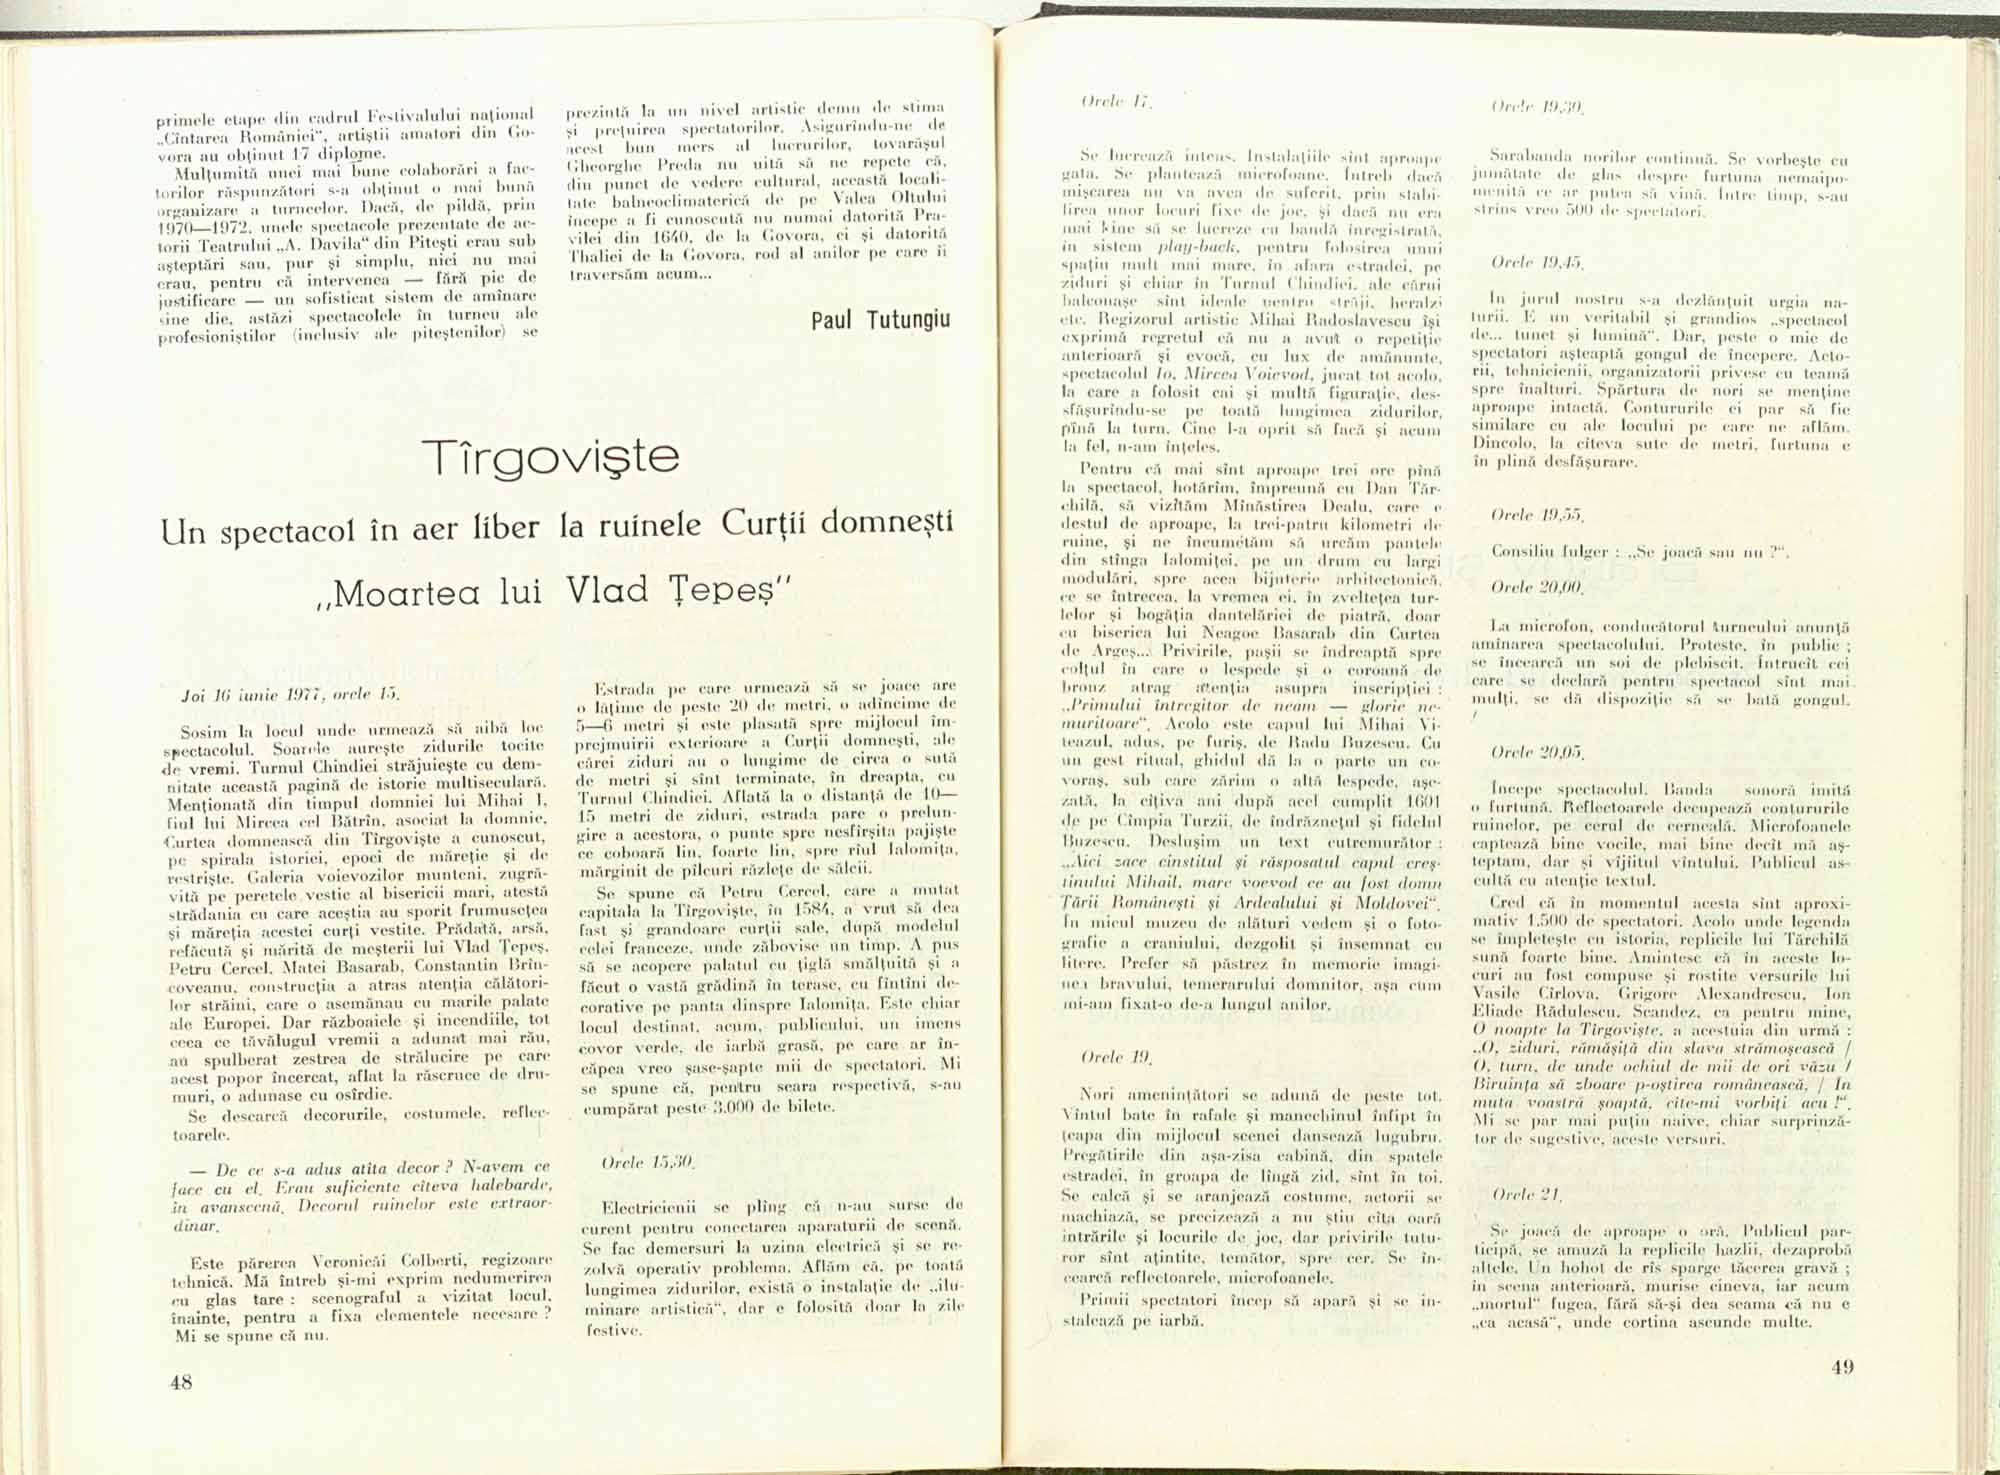 primele etape din cadrul Festivalului național
„Cîntarea României“, artiștii amatori din Go-
vora au obținut 17 diplome.
Mulțumită unei mai bune colaborări a fac-
torilor răspunzători s-a obținut o mai bună
organizare a turneelor. Dacă, de pildă, prin
1970—1972, unele spectacole prezentate de ac-
torii Teatrului „A. Davila“ din Pitești erau sub
așteptări sau, pur și simplu, nici nu mai
erau, pentru că intervenea — fără pic de
justificare — un sofisticat sistem de amînare
sine die, astăzi spectacolele în turneu ale
profesioniștilor (inclusiv ale piteștenilor) se
prezintă la un nivel artistic demn de stima
și prețuirea spectatorilor. Asigurîndu-ne de
acest bun mers al lucrurilor, tovarășul
Gheorghe Preda nu uită să ne repete că,
din punct de vedere cultural, această locali-
tate balneoclimaterică de pe Valea Oltului
începe a fi cunoscută nu numai datorită Pra-
vilei din 1640, de la Govora, ci și datorită
Thaliei de la Govora, rod al anilor pe care îi
traversăm acum...
Paul Tutungiu
Tîrgoviște
Un spectacol în aer liber la ruinele Curții domnești
„Moartea lui Vlad Țepeș“
Joi 16 iunie 1977, orele 15.
Sosim la locul unde urmează să aibă loc
spectacolul. Soarele aurește zidurile tocite
de vremi. Turnul Chindiei străjuiește cu dem-
nitate această pagină de istorie multiseculară.
Menționată din timpul domniei lui Mihai I,
fiul lui Mircea cel Bătrîn, asociat la domnie,
Curtea domnească din Tîrgoviște a cunoscut,
pe spirala istoriei, epoci de măreție și de
restriște. Galeria voievozilor munteni, zugră-
vită pe peretele vestic al bisericii mari, atestă
strădania cu care aceștia au sporit frumusețea
și măreția acestei curți vestite. Prădată, arsă,
refăcută și mărită de meșterii lui Vlad Țepeș,
Petru Cercel, Matei Basarab, Constantin Brîn-
coveanu, construcția a atras atenția călători-
lor străini, care o asemănau cu marile palate
ale Europei. Dar războaiele și incendiile, tot
ceea ce tăvălugul vremii a adunat mai rău,
au spulberat zestrea de strălucire pe care
acest popor încercat, aflat la răscruce de dru-
muri, o adunase cu osîrdie.
Se descarcă decorurile, costumele, reflec-
toarele.
— De ce s-a adus atîta decor ? N-avem ce
face cu el. Erau suficiente cîteva halebarde,
în avanscenă. Decorul ruinelor este extraor-
dinar.
Este părerea Veronicăi Colberti, regizoare
tehnică. Mă întreb și-mi exprim nedumerirea
cu glas tare : scenograful a vizitat locul,
înainte, pentru a fixa elementele necesare ?
Mi se spune că nu.
Estrada pe care urmează să se joace are
o lățime de peste 20 de metri, o adîncime de
5—6 metri și este plasată spre mijlocul îm-
prejmuirii exterioare a Curții domnești, ale
cărei ziduri au o lungime de circa o sută
de metri și sînt terminate, în dreapta, cu
Turnul Chindiei. Aflată la o distanță de 10—
15 metri de ziduri, estrada pare o prelun-
gire a acestora, o punte spre nesfîrșita pajiște
ce coboară lin, foarte lin, spre rîul Ialomița,
mărginit de pîlcuri răzlețe de sălcii.
Se spune că Petru Cercel, care a mutat
capitala la Tîrgoviște, în 1584, a vrut să dea
fast și grandoare curții sale, după modelul
celei franceze, unde zăbovise un timp. A pus
să se acopere palatul cu țiglă smălțuită și a
făcut o vastă grădină în terase, cu fîntîni de-
corative pe panta dinspre Ialomița. Este chiar
locul destinat, acum, publicului, un imens
covor verde, de iarbă grasă, pe care ar în-
căpea vreo șase-șapte mii de spectatori. Mi
se spune că, pentru seara respectivă, s-au
cumpărat peste 3.000 de bilete.
Orele 15,30.
Electricienii se plîng că n-au surse de
curent pentru conectarea aparaturii de scenă.
Se fac demersuri la uzina electrică și se re-
zolvă operativ problema. Aflăm că, pe toată
lungimea zidurilor, există o instalație de „ilu-
minare artistică“, dar e folosită doar la zile
festive.
48
Orele 17.
Se lucrează intens. Instalațiile sînt aproape
gata. Se plantează microfoane. Întreb dacă
mișcarea nu va avea de suferit, prin stabi-
lirea unor locuri fixe de joc, și dacă nu era
mai bine să se lucreze cu bandă înregistrată,
în sistem play-back, pentru folosirea unui
spațiu mult mai mare, în afara estradei, pe
ziduri și chiar în Turnul Chindiei, ale cărui
balconașe sînt ideale pentru străji, heralzi
etc. Regizorul artistic Mihai Radoslavescu își
exprimă regretul că nu a avut o repetiție
anterioară și evocă, cu lux de amănunte,
spectacolul Io, Mircea Voievod, jucat tot acolo,
la care a folosit cai și multă figurație, des-
sfășurîndu-se pe toată lungimea zidurilor,
pînă la turn. Cine l-a oprit să facă și acum
la fel, n-am înțeles.
Pentru că mai sînt aproape trei ore pînă
la spectacol, hotărîm, împreună cu Dan Tăr-
chilă, să vizităm Mînăstirea Dealu, care e
destul de aproape, la trei-patru kilometri de
ruine, și ne încumetăm să urcăm pantele
din stînga Ialomiței, pe un drum cu largi
modulări, spre acea bijuterie arhitectonică,
ce se întrecea, la vremea ei, în zveltețea tur-
lelor și bogăția dantelăriei de piatră, doar
cu biserica lui Neagoe Basarab din Curtea
de Argeș... Privirile, pașii se îndreaptă spre
colțul în care o lespede și o coroană de
bronz atrag atenția asupra inscripției :
„Primului întregitor de neam — glorie ne-
muritoare“. Acolo este capul lui Mihai Vi-
teazul, adus, pe furiș, de Radu Buzescu. Cu
un gest ritual, ghidul dă la o parte un co-
voraș, sub care zărim o altă lespede, așe-
zată, la cîțiva ani după acel cumplit 1601
de pe Cîmpia Turzii, de îndrăznețul și fidelul
Buzescu. Deslușim un text cutremurător :
„Aici zace cinstitul și răsposatul capul creș-
tinului Mihail, mare voevod ce au fost domn
Țării Românești și Ardealului și Moldovei“.
În micul muzeu de alături vedem și o foto-
grafie a craniului, dezgolit și însemnat cu
litere. Prefer să păstrez în memorie imagi-
nea bravului, temerarului domnitor, așa cum
mi-am fixat-o de-a lungul anilor.
Orele 19.
Nori amenințători se adună de peste tot.
Vîntul bate în rafale și manechinul înfipt în
țeapa din mijlocul scenei dansează lugubru.
Pregătirile din așa-zisa cabină, din spatele
estradei, în groapa de lîngă zid, sînt în toi.
Se calcă și se aranjează costume, actorii se
machiază, se precizează a nu știu cîta oară
intrările și locurile de joc, dar privirile tutu-
ror sînt ațintite, temător, spre cer. Se în-
cearcă reflectoarele, microfoanele.
Primii spectatori încep să apară și se in-
stalează pe iarbă.
Orele 19,30.
Sarabanda norilor continuă. Se vorbește cu
jumătate de glas despre furtuna nemaipo-
menită ce ar putea să vină. Între timp, s-au
strîns vreo 500 de spectatori.
Orele 19,45.
În jurul nostru s-a dezlănțuit urgia na-
turii. E un veritabil și grandios „spectacol
de... tunet și lumină“. Dar, peste o mie de
spectatori așteaptă gongul de începere. Acto-
rii, tehnicienii, organizatorii privesc cu teamă
spre înalturi. Spărtura de nori se menține
aproape intactă. Contururile ei par să fie
similare cu ale locului pe care ne aflăm.
Dincolo, la cîteva sute de metri, furtuna e
în plină desfășurare.
Orele 19,55.
Consiliu fulger : „Se joacă sau nu ?“.
Orele 20,00.
La microfon, conducătorul turneului anunță
amînarea spectacolului. Proteste, în public ;
se încearcă un soi de plebiscit. Întrucît cei
care se declară pentru spectacol sînt mai
mulți, se dă dispoziție să se bată gongul.
Orele 20,05.
Începe spectacolul. Banda sonoră imită
o furtună. Reflectoarele decupează contururile
ruinelor, pe cerul de cerneală. Microfoanele
captează bine vocile, mai bine decît mă aș-
teptam, dar și vîjîitul vîntului. Publicul as-
cultă cu atenție textul.
Cred că în momentul acesta sînt aproxi-
mativ 1.500 de spectatori. Acolo unde legenda
se împletește cu istoria, replicile lui Tărchilă
sună foarte bine. Amintesc că în aceste lo-
curi au fost compuse și rostite versurile lui
Vasile Cîrlova, Grigore Alexandrescu, Ion
Eliade Rădulescu. Scandez, ca pentru mine,
O noapte la Tîrgoviște, a acestuia din urmă :
„O, ziduri, rămășiță din slava strămoșească /
O, turn, de unde ochiul de mii de ori văzu /
Biruința să zboare p-oștirea românească, / În
muta voastră șoaptă, cîte-mi vorbiți acu !“.
Mi se par mai puțin naive, chiar surprinză-
tor de sugestive, aceste versuri.
Orele 21.
Se joacă de aproape o oră. Publicul par-
ticipă, se amuză la replicile hazlii, dezaprobă
altele. Un hohot de rîs sparge tăcerea gravă ;
în scena anterioară, murise cineva, iar acum
„mortul“ fugea, fără să-și dea seama că nu e
„ca acasă“, unde cortina ascunde multe.
49